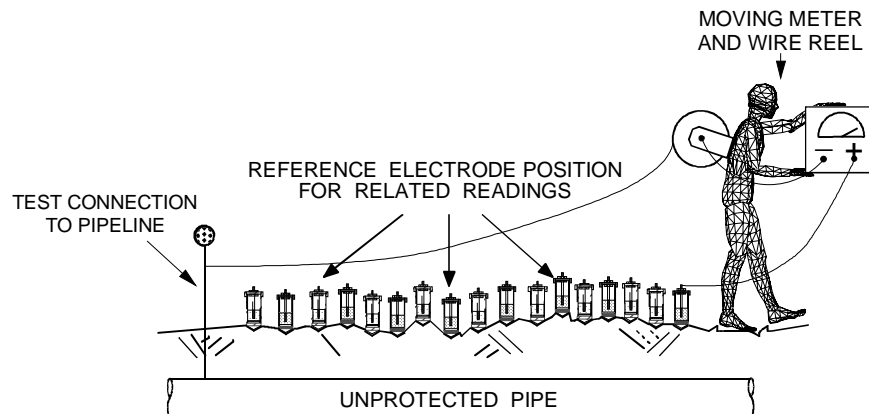 MOVING METER
AND WIRE REEL
REFERENCE ELECTRODE POSITION
FOR RELATED READINGS
TEST CONNECTION
TO PIPELINE
− +
UNPROTECTED PIPE